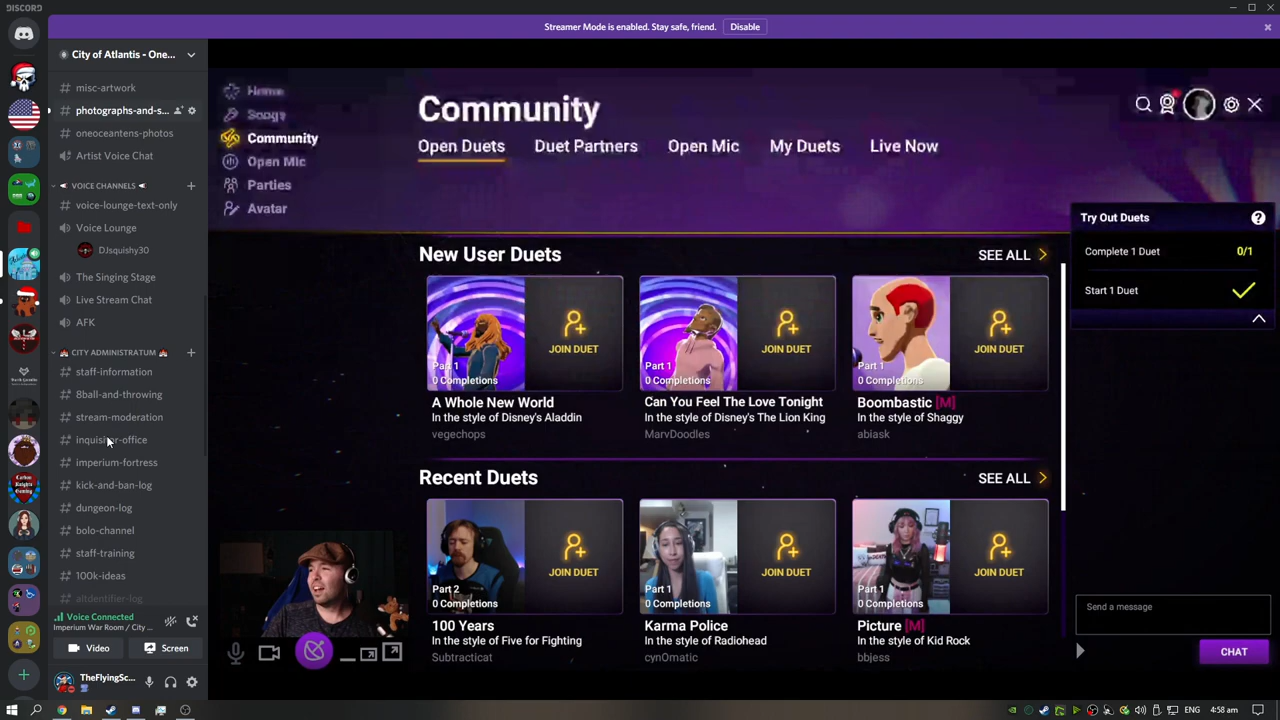 DISCORD
Streamer Mode is enabled. Stay safe, friend.
Disable
City of Atlantis - One...
misc-artwork
photographs-and-s...
oneoceantens-photos
Artist Voice Chat
VOICE CHANNELS
voice-lounge-text-only
Voice Lounge
DJsquishy30
The Singing Stage
Live Stream Chat
AFK
CITY ADMINISTRATUM
staff-information
8ball-and-throwing
stream-moderation
inquisitor-office
imperium-fortress
kick-and-ban-log
dungeon-log
bolo-channel
staff-training
100k-ideas
altdentifier-log
Voice Connected
Imperium War Room / City ...
Video
Screen
TheFlyingSc...
Home
Songs
Community
Open Mic
Parties
Avatar
Community
Open Duets
Duet Partners
Open Mic
My Duets
Live Now
New User Duets
SEE ALL
Part 1
0 Completions
JOIN DUET
A Whole New World
In the style of Disney's Aladdin
vegechops
Part 1
0 Completions
JOIN DUET
Can You Feel The Love Tonight
In the style of Disney's The Lion King
MarvDoodles
Part 1
0 Completions
JOIN DUET
Boombastic [M]
In the style of Shaggy
abiask
Recent Duets
SEE ALL
Part 2
0 Completions
JOIN DUET
100 Years
In the style of Five for Fighting
Subtracticat
Part 1
0 Completions
JOIN DUET
Karma Police
In the style of Radiohead
cynOmatic
Part 1
0 Completions
JOIN DUET
Picture [M]
In the style of Kid Rock
bbjess
Try Out Duets
Complete 1 Duet
0/1
Start 1 Duet
Send a message
CHAT
ENG
4:58 am